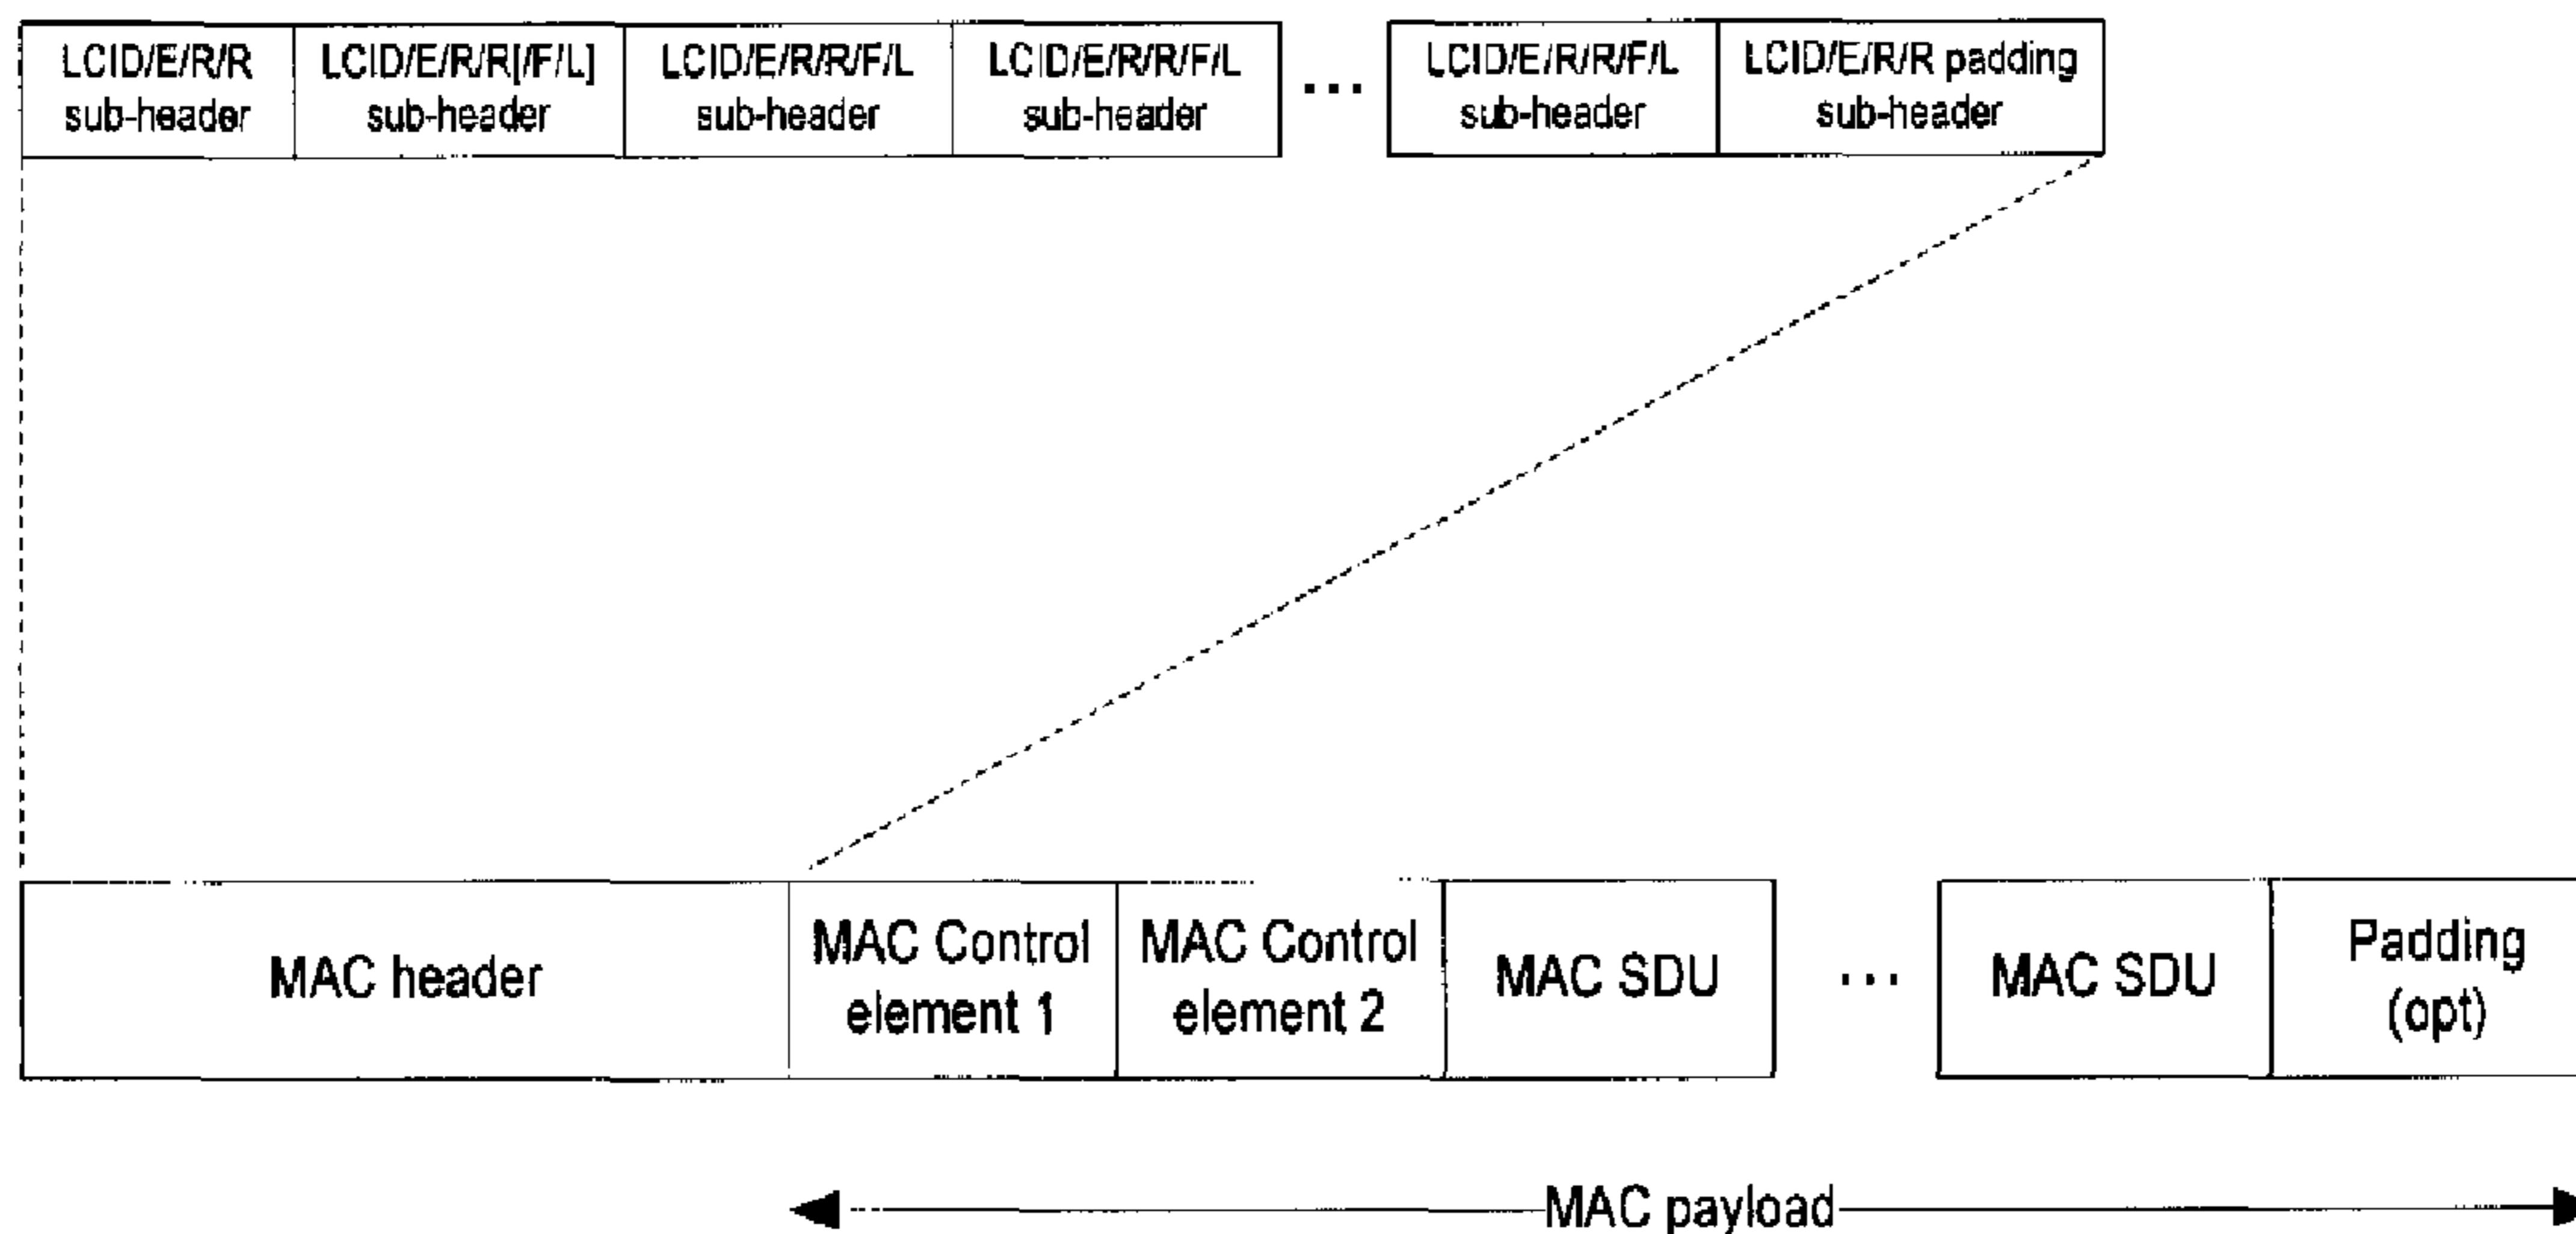 LCID/E/R/R
sub-header
LCID/E/R/R[/F/L]
sub-header
LCID/E/R/R/F/L
sub-header
LCID/E/R/R/F/L
sub-header
...
LCID/E/R/R/F/L
sub-header
LCID/E/R/R padding
sub-header
MAC header
MAC Control
element 1
MAC Control
element 2
MAC SDU
...
MAC SDU
Padding
(opt)
MAC payload